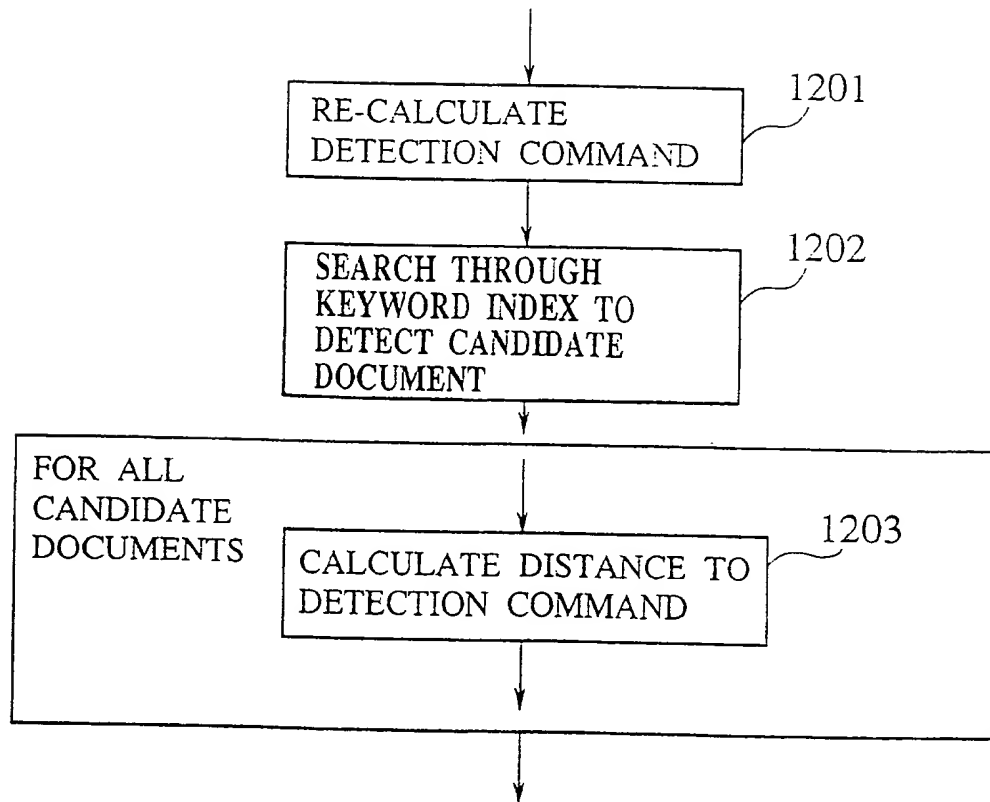 1201
RE-CALCULATE
DETECTION COMMAND
1202
SEARCH THROUGH
KEYWORD INDEX TO
DETECT CANDIDATE
DOCUMENT
FOR ALL
CANDIDATE
DOCUMENTS
1203
CALCULATE DISTANCE TO
DETECTION COMMAND